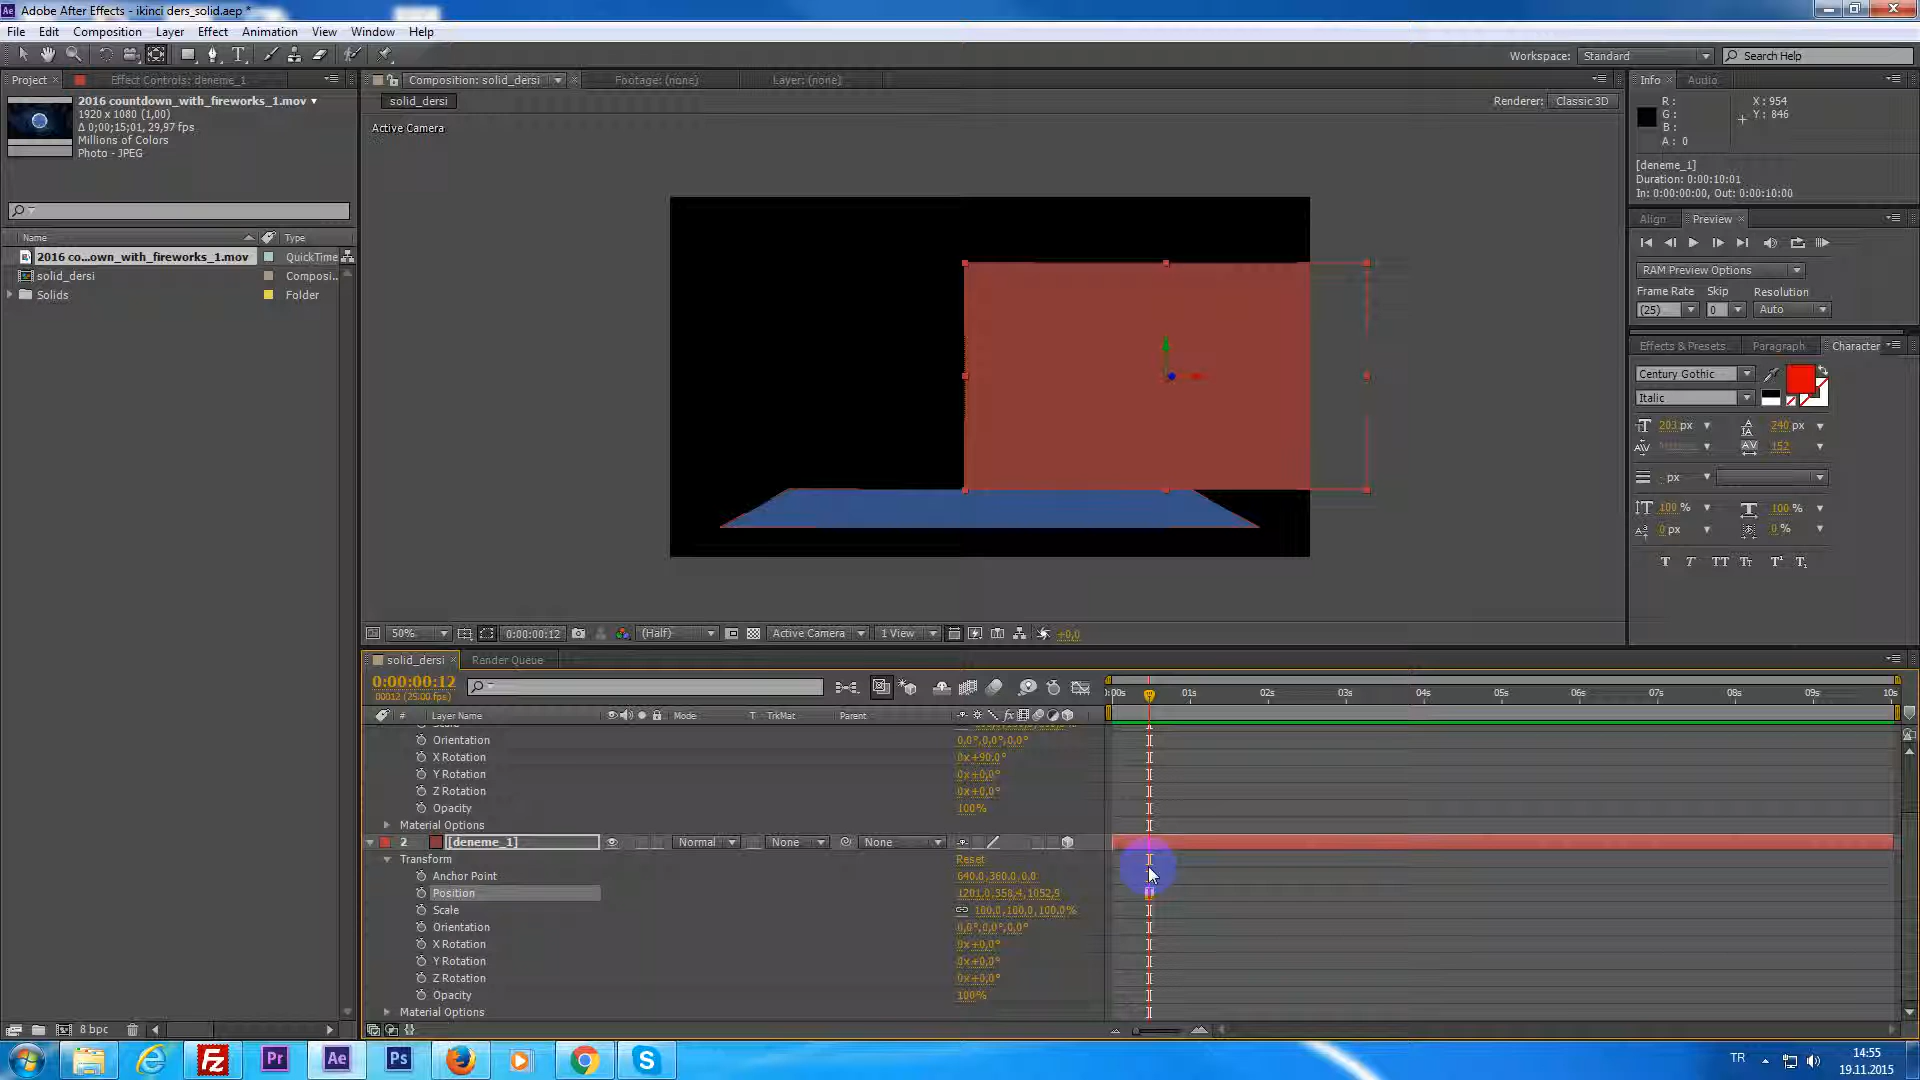 Adobe After Effects - ikinci ders_solid.aep *
File Edit Composition Layer Effect Animation View Window Help
Workspace: Standard Search Help
Project Effect Controls: deneme_1
Composition: solid_dersi Footage: (none) Layer: (none)
Info Audio
2016 countdown_with_fireworks_1.mov
1920 x 1080 (1,00)
Δ 0;00;15;01, 29,97 fps
Millions of Colors
Photo - JPEG
solid_dersi
Renderer: Classic 3D
Active Camera
R:
G:
B:
A: 0
X: 954
Y: 846
[deneme_1]
Duration: 0:00:10:01
In: 0:00:00:00, Out: 0:00:10:00
Align Preview
RAM Preview Options
Frame Rate Skip Resolution
(25) 0 Auto
Name Type
2016 co...own_with_fireworks_1.mov QuickTime
solid_dersi Composi..
Solids Folder
Effects & Presets Paragraph Character
Century Gothic
Italic
203 px 240 px
152
- px
100 % 100 %
0 px 0 %
T T TT Tt T¹ T₁
50% 0:00:00:12 (Half) Active Camera 1 View +0,0
solid_dersi Render Queue
0:00:00:12
00012 (25.00 fps)
0:00s 01s 02s 03s 04s 05s 06s 07s 08s 09s 10s
# Layer Name Mode T TrkMat Parent
Orientation 0,0°,0,0°,0,0°
X Rotation 0x+90,0°
Y Rotation 0x+0,0°
Z Rotation 0x+0,0°
Opacity 100%
Material Options
2 [deneme_1] Normal None None
Transform Reset
Anchor Point 640,0,360,0,0,0
Position 1201,0,358,4,1052,9
Scale 100,0,100,0,100,0%
Orientation 0,0°,0,0°,0,0°
X Rotation 0x+0,0°
Y Rotation 0x+0,0°
Z Rotation 0x+0,0°
Opacity 100%
Material Options
8 bpc
Fz Pr Ae Ps
TR
14:55
19.11.2015